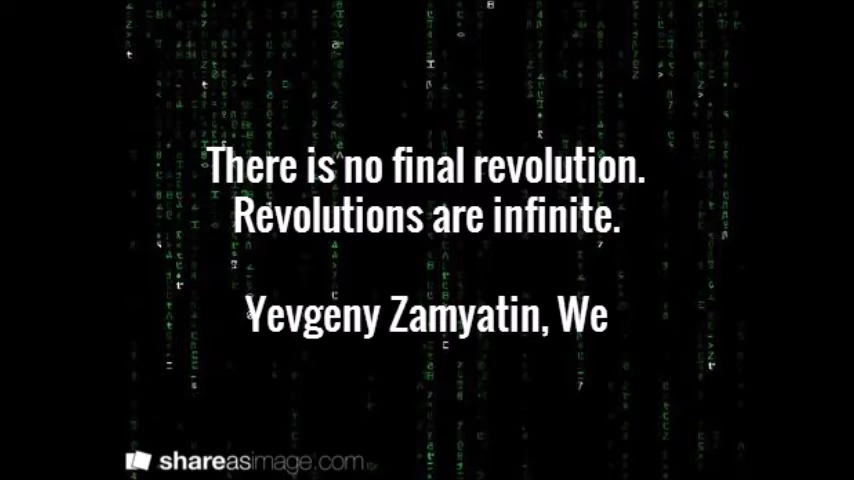 There is no final revolution.
Revolutions are infinite.
Yevgeny Zamyatin, We
shareasimage.com